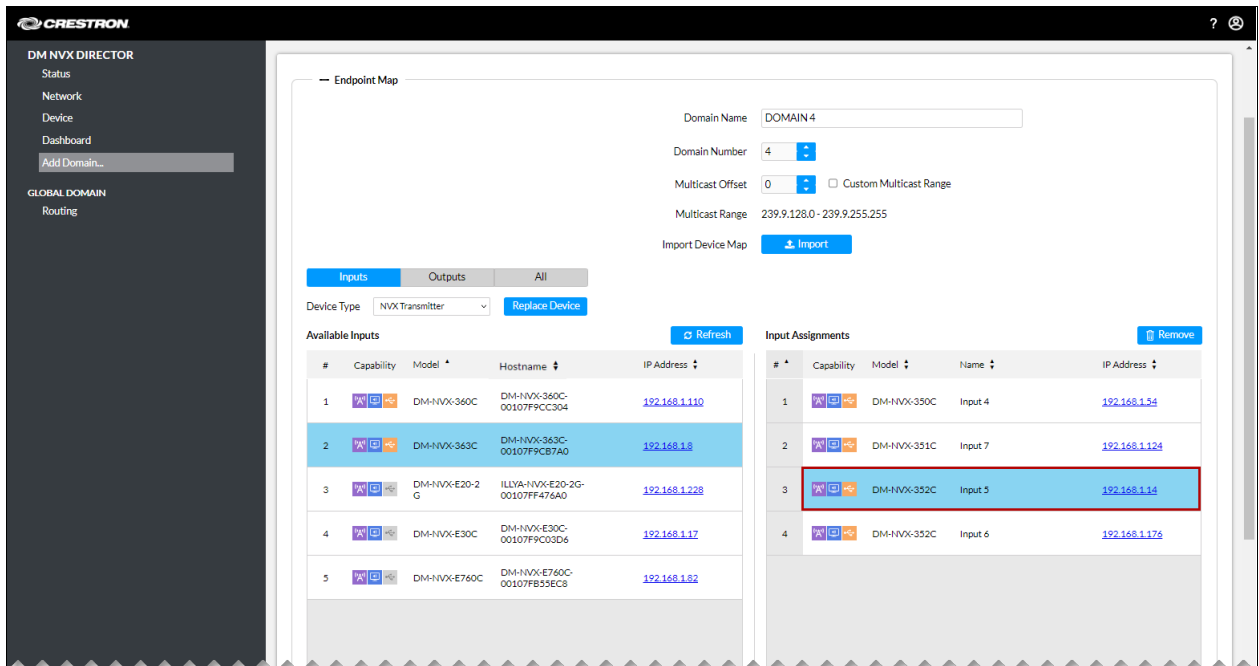 CRESTRON.
?
DM NVX DIRECTOR
Status
Network
Device
Dashboard
Add Domain...
GLOBAL DOMAIN
Routing
Endpoint Map
Domain Name DOMAIN 4
Domain Number 4
Multicast Offset 0 Custom Multicast Range
Multicast Range 239.9.128.0 - 239.9.255.255
Import Device Map Import
Inputs Outputs All
Device Type NVX Transmitter Replace Device
Available Inputs Refresh
# Capability Model Hostname IP Address
1 DM-NVX-360C DM-NVX-360C-
00107F9CC304 192.168.1.110
2 DM-NVX-363C DM-NVX-363C-
00107F9CB7A0 192.168.1.8
3 DM-NVX-E20-2
G ILLYA-NVX-E20-2G-
00107FF476A0 192.168.1.228
4 DM-NVX-E30C DM-NVX-E30C-
00107F9C03D6 192.168.1.17
5 DM-NVX-E760C DM-NVX-E760C-
00107FB55EC8 192.168.1.82
Input Assignments Remove
# Capability Model Name IP Address
1 DM-NVX-350C Input 4 192.168.1.54
2 DM-NVX-351C Input 7 192.168.1.124
3 DM-NVX-352C Input 5 192.168.1.14
4 DM-NVX-352C Input 6 192.168.1.176